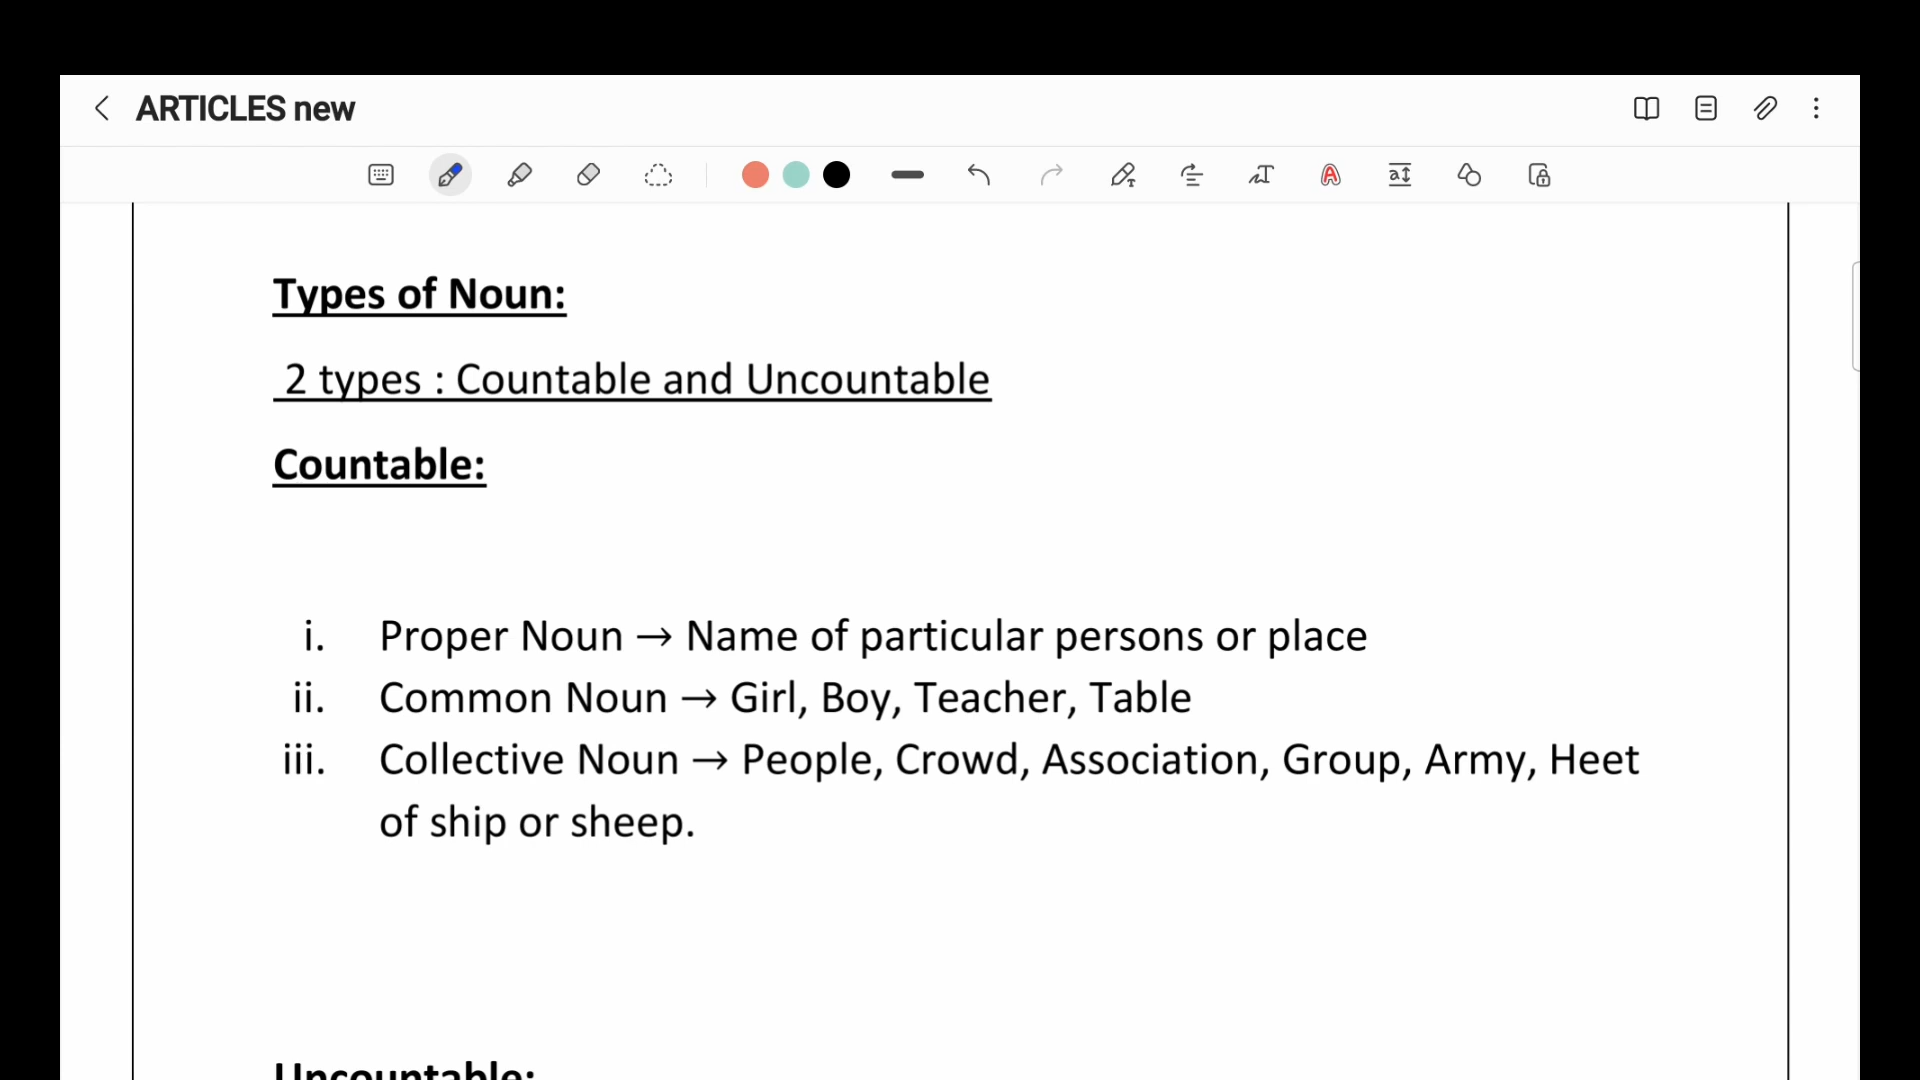 ARTICLES new
Types of Noun:
2 types : Countable and Uncountable
Countable:
i. Proper Noun → Name of particular persons or place
ii. Common Noun → Girl, Boy, Teacher, Table
iii. Collective Noun → People, Crowd, Association, Group, Army, Heet
of ship or sheep.
Uncountable: